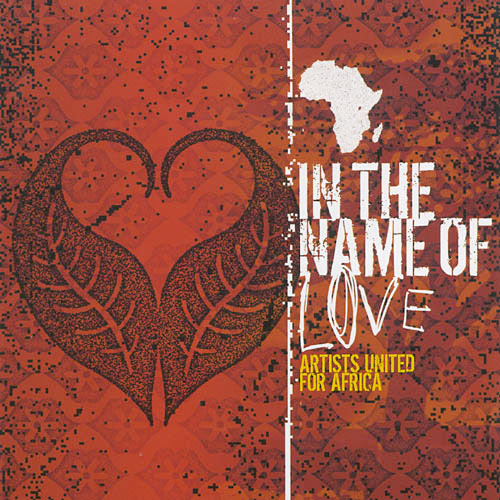 IN THE
NAME OF
LOVE
ARTISTS UNITED
FOR AFRICA